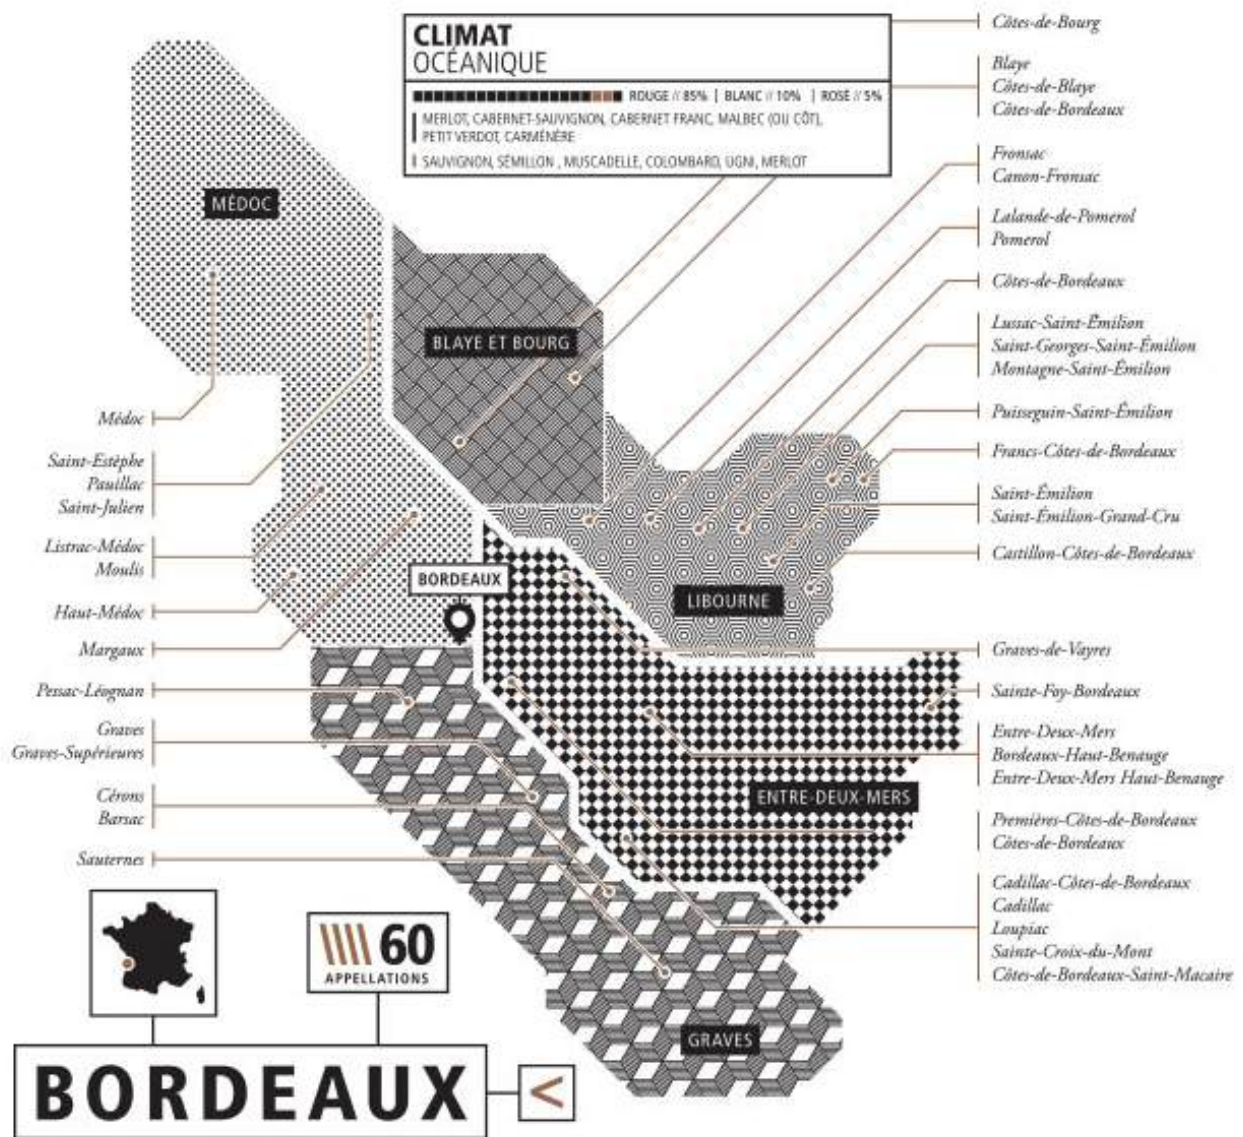 CLIMAT
OCÉANIQUE
ROUGE // 85% | BLANC // 10% | ROSÉ // 5%
MERLOT, CABERNET-SAUVIGNON, CABERNET FRANC, MALBEC (OU CÔT),
PETIT VERDOT, CARMÉNÈRE
SAUVIGNON, SÉMILLON , MUSCADELLE, COLOMBARD, UGNI, MERLOT
Côtes-de-Bourg
Blaye
Côtes-de-Blaye
Côtes-de-Bordeaux
Fronsac
Canon-Fronsac
Lalande-de-Pomerol
Pomerol
Côtes-de-Bordeaux
Lussac-Saint-Émilion
Saint-Georges-Saint-Émilion
Montagne-Saint-Émilion
Puisseguin-Saint-Émilion
Francs-Côtes-de-Bordeaux
Saint-Émilion
Saint-Émilion-Grand-Cru
Castillon-Côtes-de-Bordeaux
Graves-de-Vayres
Sainte-Foy-Bordeaux
Entre-Deux-Mers
Bordeaux-Haut-Benauge
Entre-Deux-Mers Haut-Benauge
Premières-Côtes-de-Bordeaux
Côtes-de-Bordeaux
Cadillac-Côtes-de-Bordeaux
Cadillac
Loupiac
Sainte-Croix-du-Mont
Côtes-de-Bordeaux-Saint-Macaire
MÉDOC
BLAYE ET BOURG
LIBOURNE
BORDEAUX
ENTRE-DEUX-MERS
GRAVES
Médoc
Saint-Estèphe
Pauillac
Saint-Julien
Listrac-Médoc
Moulis
Haut-Médoc
Margaux
Pessac-Léognan
Graves
Graves-Supérieures
Cérons
Barsac
Sauternes
60
APPELLATIONS
BORDEAUX
<